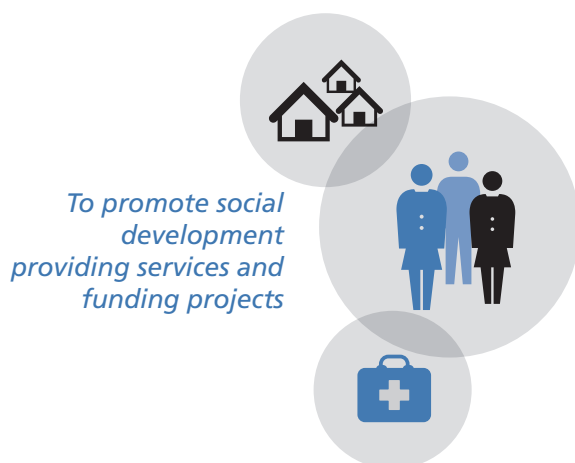 To promote social
development
providing services and
funding projects